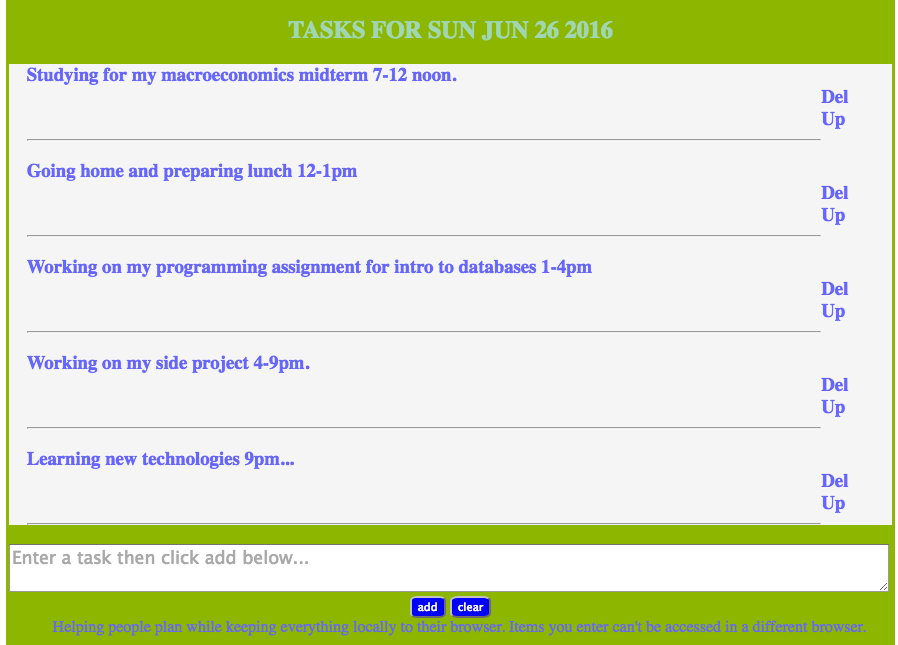 TASKS FOR SUN JUN 26 2016
Studying for my macroeconomics midterm 7-12 noon.
Del
Up
Going home and preparing lunch 12-1pm
Del
Up
Working on my programming assignment for intro to databases 1-4pm
Del
Up
Working on my side project 4-9pm.
Del
Up
Learning new technologies 9pm...
Del
Up
Enter a task then click add below...
add clear
Helping people plan while keeping everything locally to their browser. Items you enter can't be accessed in a different browser.